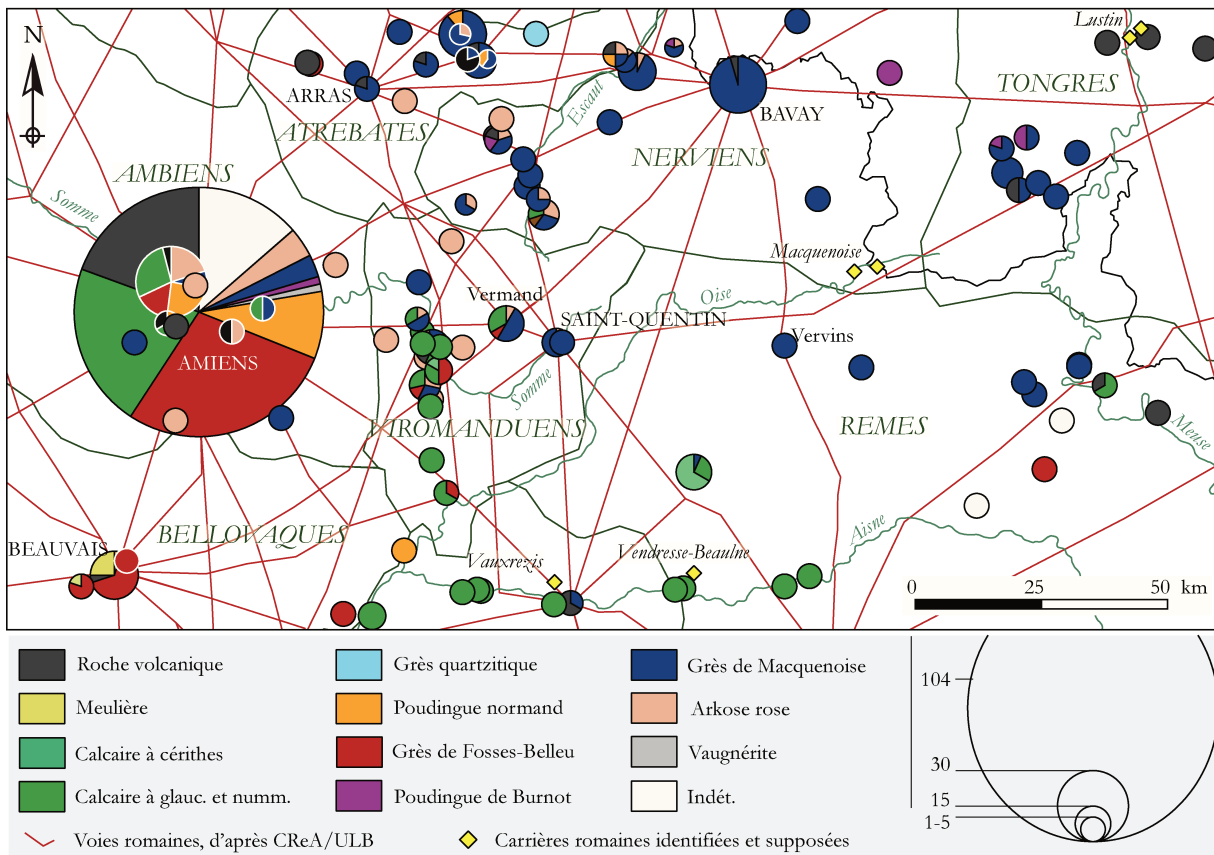 N
Lustin
TONGRES
ARRAS
ATREBATES
Escaut
BAVAY
NERVIENS
AMBIENS
Somme
Macquenoise
Oise
Vermand
SAINT-QUENTIN
Vervins
AMIENS
Somme
VIROMANDUENS
REMES
Meuse
BELLOVAQUES
BEAUVAIS
Vauxrezis
Vendresse-Beaulne
Aisne
0 25 50 km
Roche volcanique
Meulière
Calcaire à cérithes
Calcaire à glauc. et numm.
Grès quartzitique
Poudingue normand
Grès de Fosses-Belleu
Poudingue de Burnot
Grès de Macquenoise
Arkose rose
Vaugnérite
Indét.
Voies romaines, d'après CReA/ULB
Carrières romaines identifiées et supposées
104
30
15
1-5